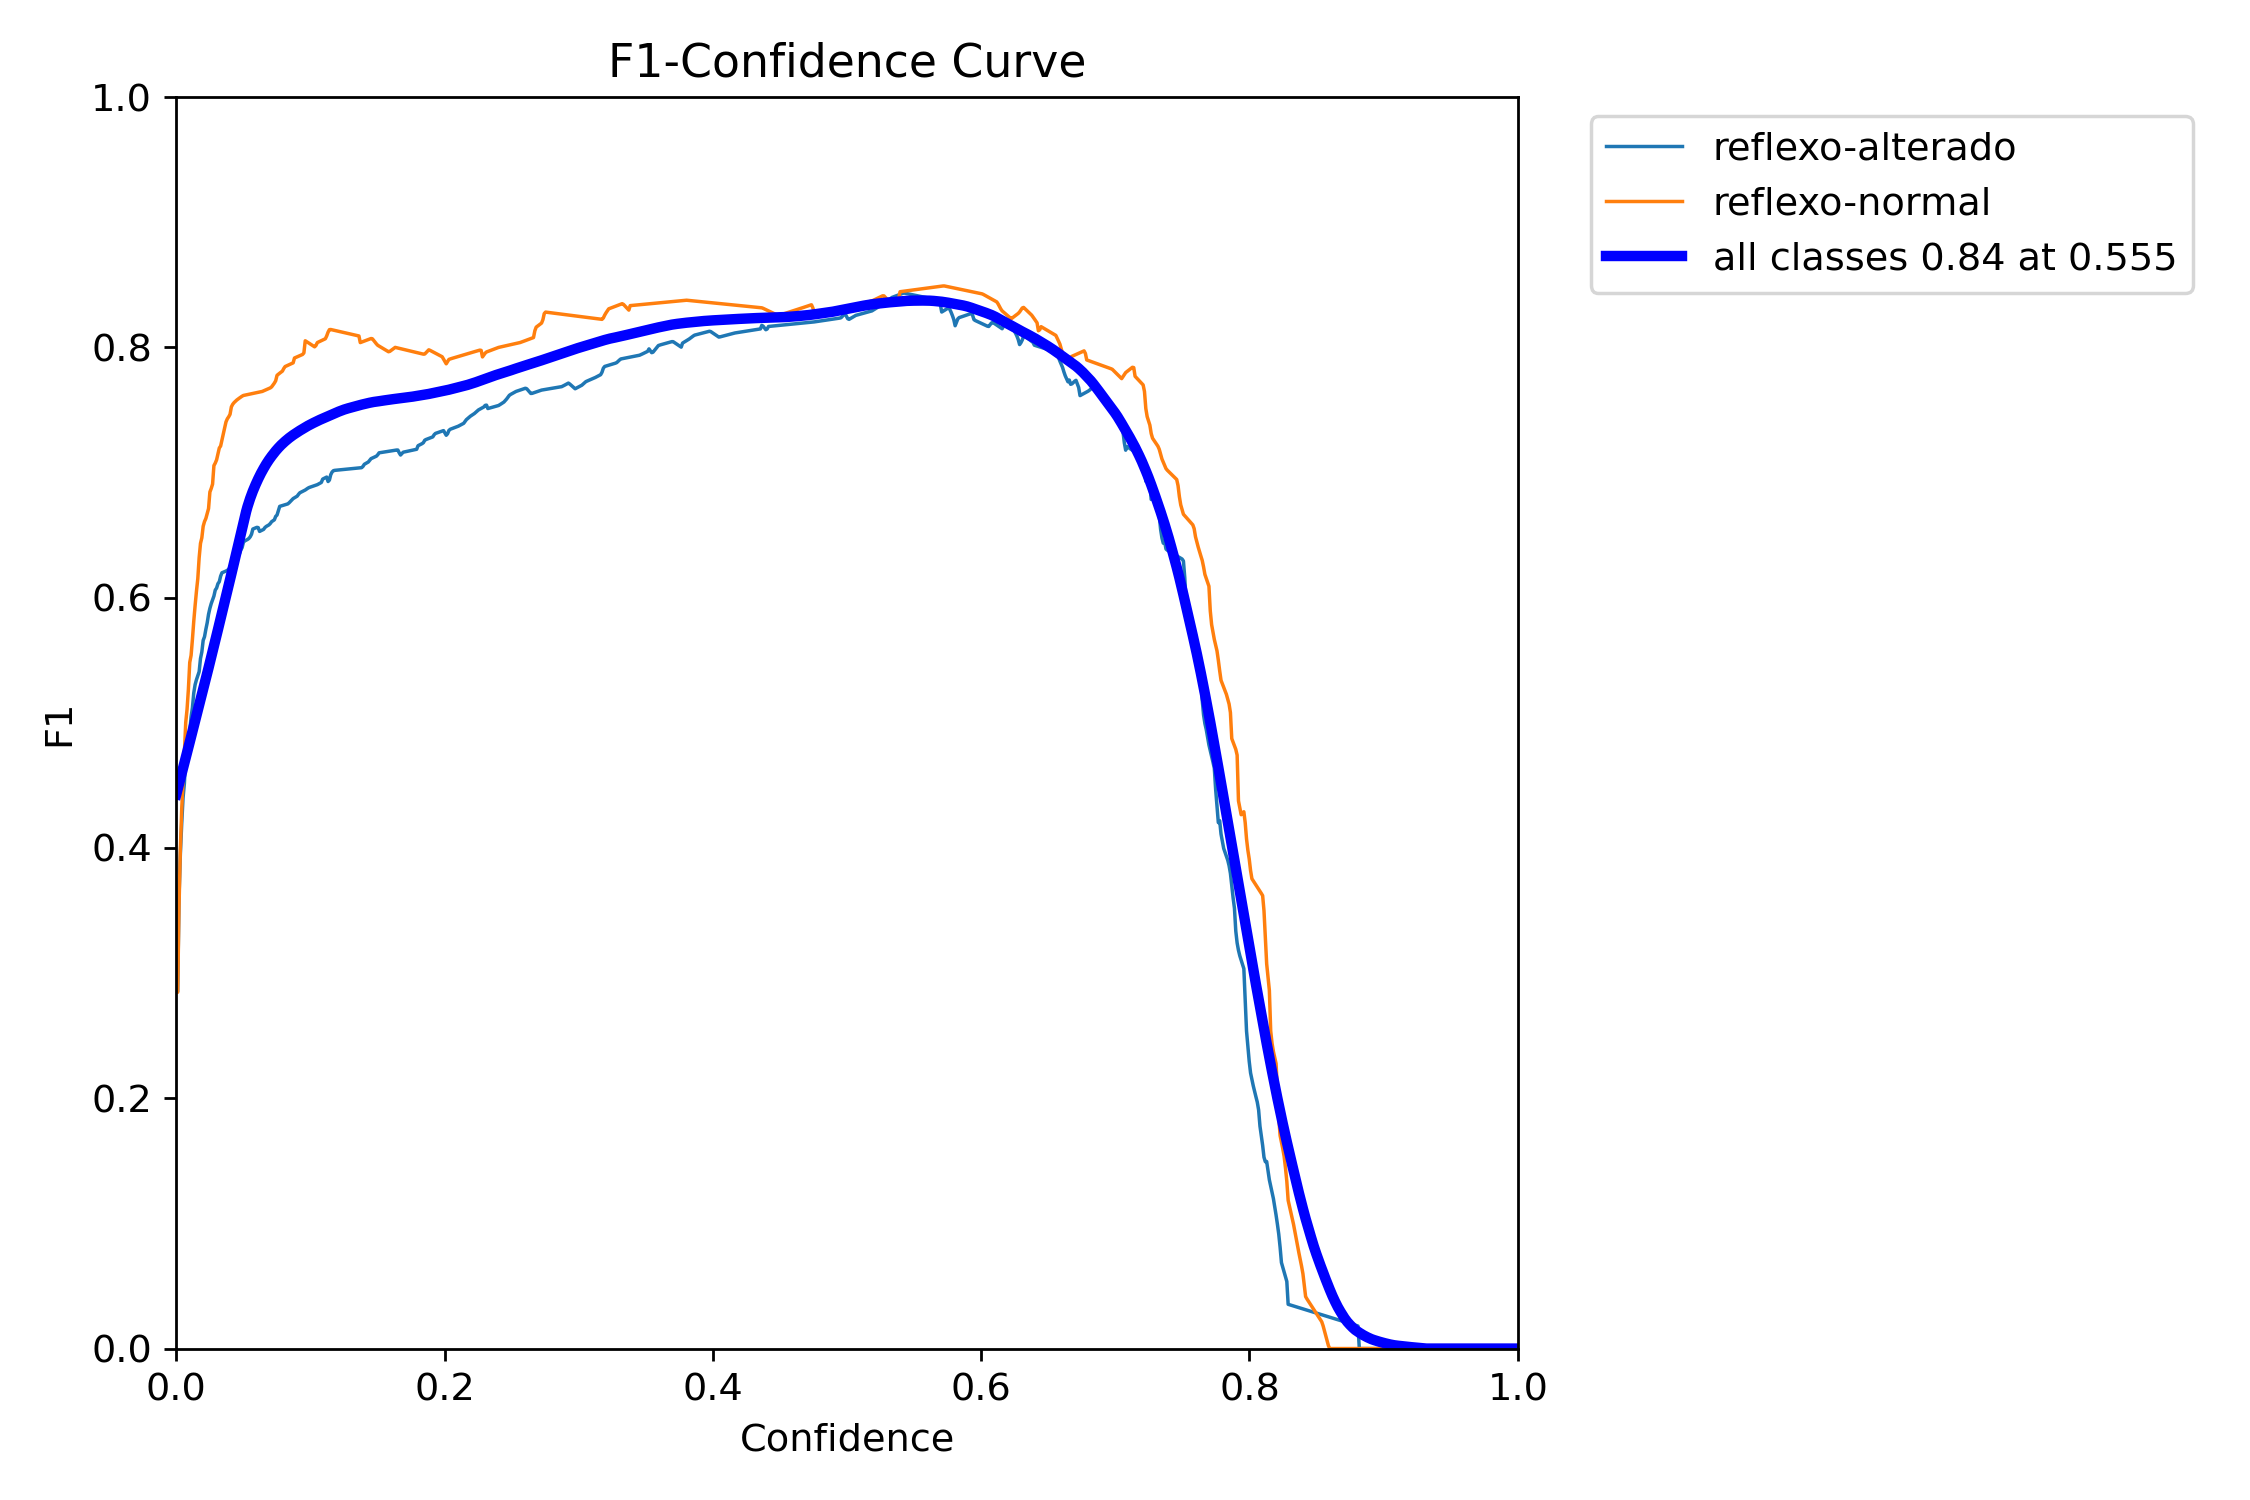 F1-Confidence Curve
1.0
0.8
0.6
0.4
0.2
0.0
F1
0.0 0.2 0.4 0.6 0.8 1.0
Confidence
reflexo-alterado
reflexo-normal
all classes 0.84 at 0.555